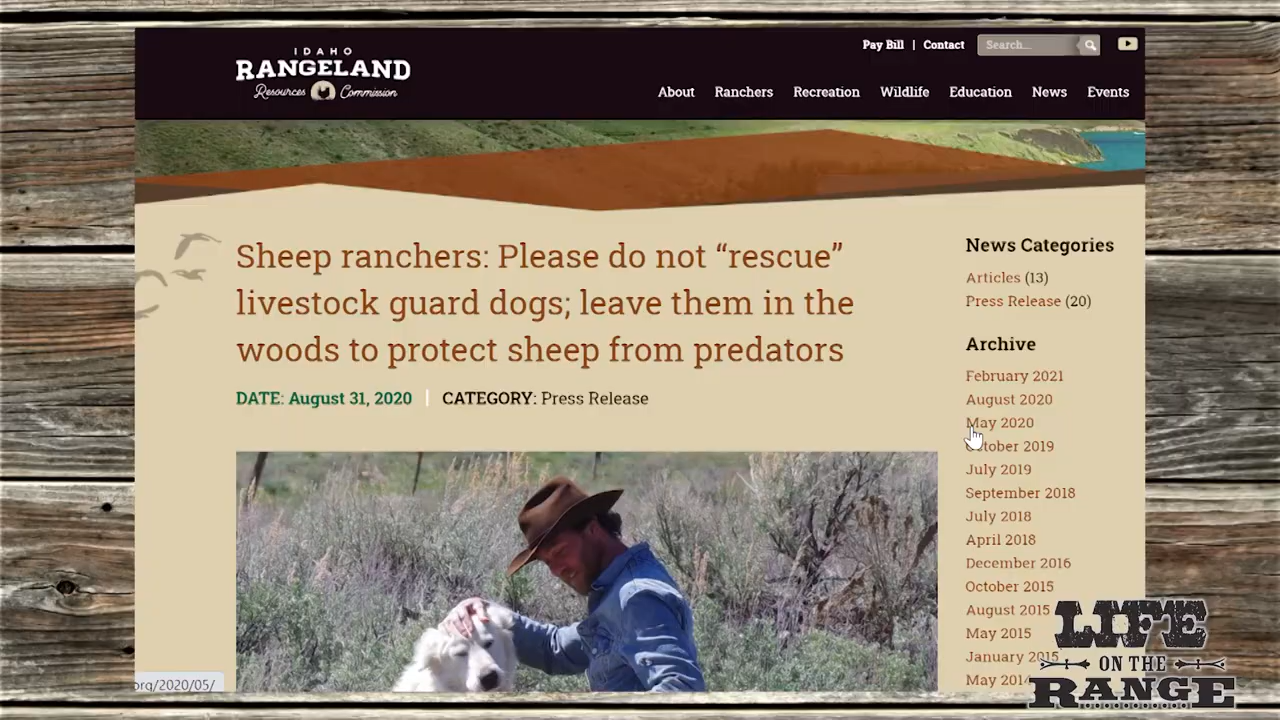 IDAHO
RANGELAND
Resources Commission
Pay Bill | Contact
Search...
About Ranchers Recreation Wildlife Education News Events
Sheep ranchers: Please do not “rescue”
livestock guard dogs; leave them in the
woods to protect sheep from predators
DATE: August 31, 2020 | CATEGORY: Press Release
News Categories
Articles (13)
Press Release (20)
Archive
February 2021
August 2020
May 2020
October 2019
July 2019
September 2018
July 2018
April 2018
December 2016
October 2015
August 2015
May 2015
January 2015
May 2014
org/2020/05/
LIFE
ON THE
RANGE